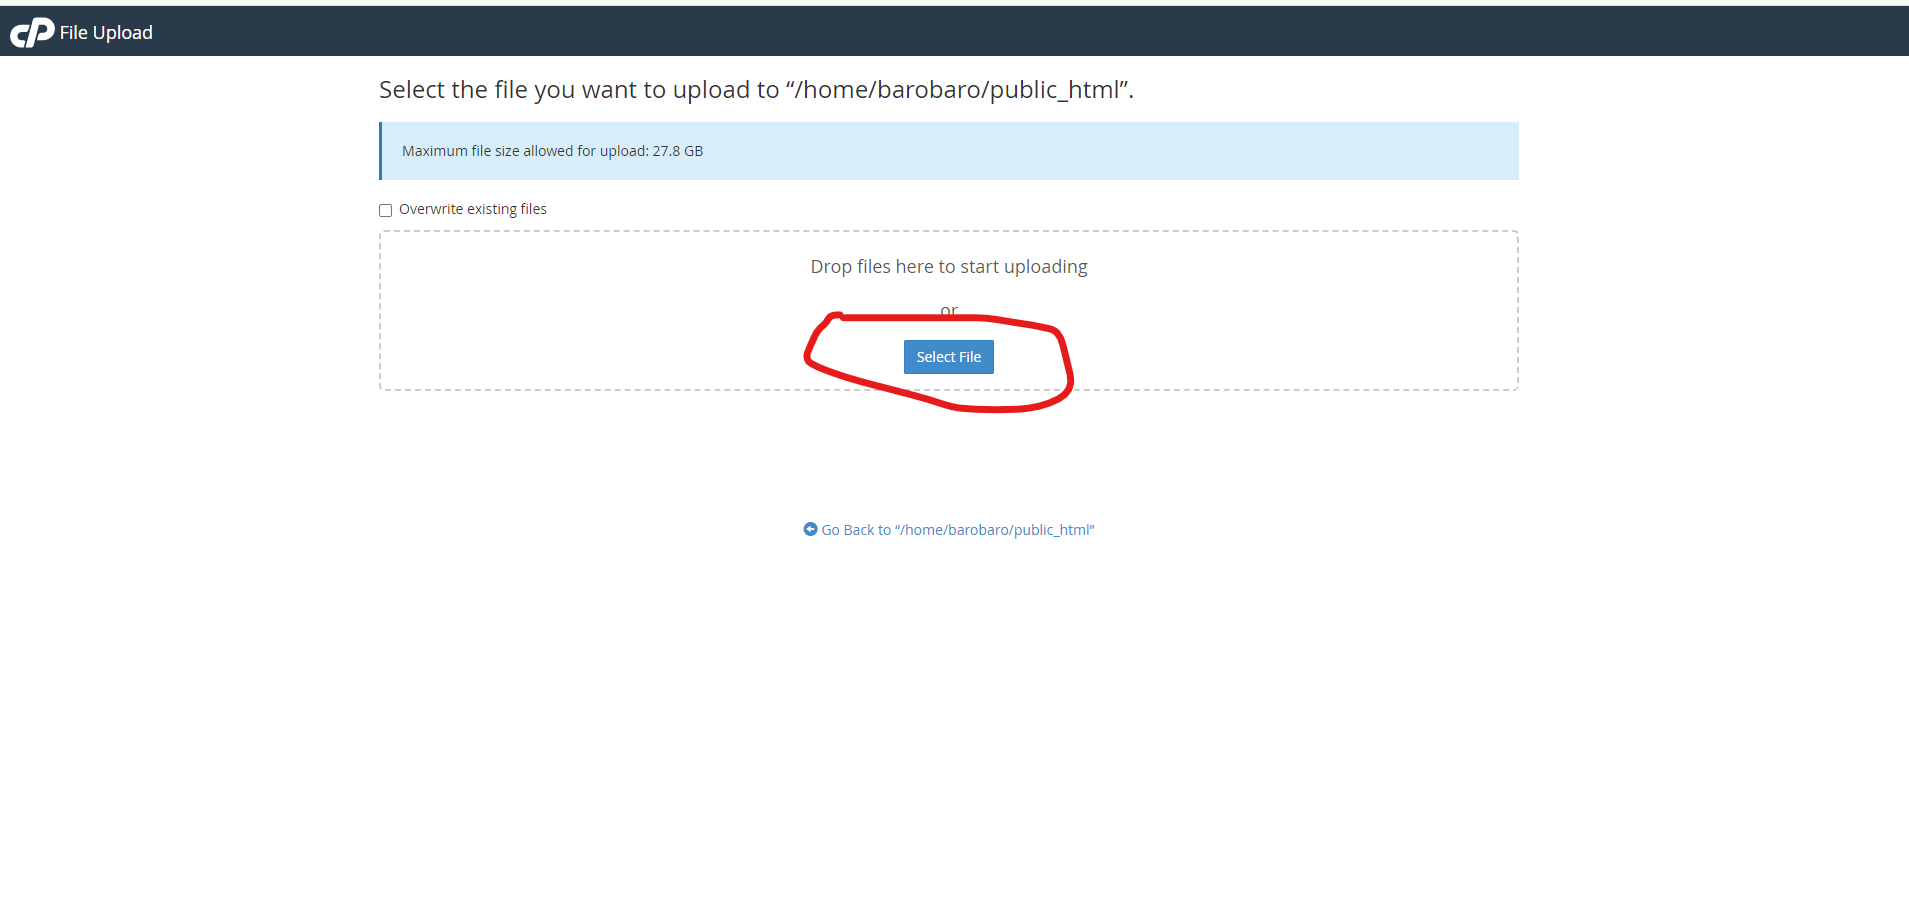 cP File Upload
Select the file you want to upload to “/home/barobaro/public_html”.
Maximum file size allowed for upload: 27.8 GB
Overwrite existing files
Drop files here to start uploading
or
Select File
Go Back to “/home/barobaro/public_html”